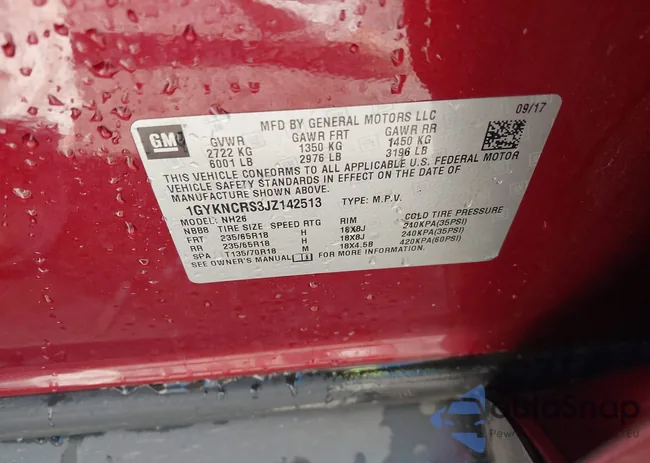 MFD BY GENERAL MOTORS LLC 09/17
GM GVWR GAWR FRT GAWR RR
2722 KG 1350 KG 1450 KG
6001 LB 2976 LB 3196 LB
THIS VEHICLE CONFORMS TO ALL APPLICABLE U.S. FEDERAL MOTOR
VEHICLE SAFETY STANDARDS IN EFFECT ON THE DATE OF
MANUFACTURE SHOWN ABOVE.
1GYKNCRS3JZ142513 TYPE: M.P.V.
MODEL: NH26
NBB8 TIRE SIZE SPEED RTG RIM COLD TIRE PRESSURE
FRT 235/65R18 H 18X8J 240KPA(35PSI)
RR 235/65R18 H 18X8J 240KPA(35PSI)
SPA T135/70R18 M 18X4.5B 420KPA(60PSI)
SEE OWNER'S MANUAL FOR MORE INFORMATION.
AutoSnap